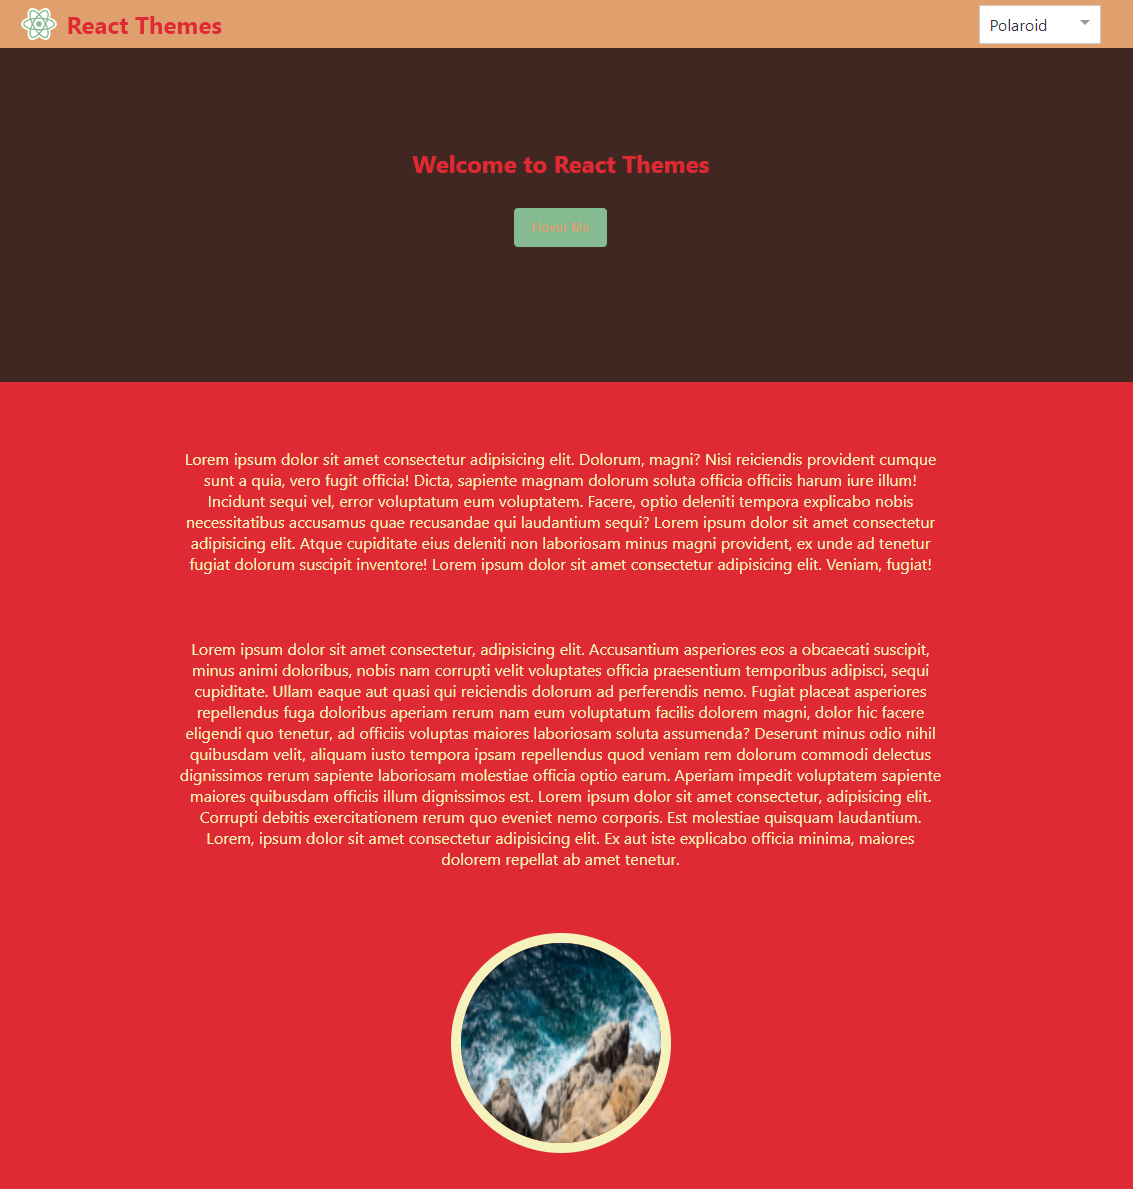 React Themes
Polaroid
Welcome to React Themes
Hover Me
Lorem ipsum dolor sit amet consectetur adipisicing elit. Dolorum, magni? Nisi reiciendis provident cumque
sunt a quia, vero fugit officia! Dicta, sapiente magnam dolorum soluta officia officiis harum iure illum!
Incidunt sequi vel, error voluptatum eum voluptatem. Facere, optio deleniti tempora explicabo nobis
necessitatibus accusamus quae recusandae qui laudantium sequi? Lorem ipsum dolor sit amet consectetur
adipisicing elit. Atque cupiditate eius deleniti non laboriosam minus magni provident, ex unde ad tenetur
fugiat dolorum suscipit inventore! Lorem ipsum dolor sit amet consectetur adipisicing elit. Veniam, fugiat!
Lorem ipsum dolor sit amet consectetur, adipisicing elit. Accusantium asperiores eos a obcaecati suscipit,
minus animi doloribus, nobis nam corrupti velit voluptates officia praesentium temporibus adipisci, sequi
cupiditate. Ullam eaque aut quasi qui reiciendis dolorum ad perferendis nemo. Fugiat placeat asperiores
repellendus fuga doloribus aperiam rerum nam eum voluptatum facilis dolorem magni, dolor hic facere
eligendi quo tenetur, ad officiis voluptas maiores laboriosam soluta assumenda? Deserunt minus odio nihil
quibusdam velit, aliquam iusto tempora ipsam repellendus quod veniam rem dolorum commodi delectus
dignissimos rerum sapiente laboriosam molestiae officia optio earum. Aperiam impedit voluptatem sapiente
maiores quibusdam officiis illum dignissimos est. Lorem ipsum dolor sit amet consectetur, adipisicing elit.
Corrupti debitis exercitationem rerum quo eveniet nemo corporis. Est molestiae quisquam laudantium.
Lorem, ipsum dolor sit amet consectetur adipisicing elit. Ex aut iste explicabo officia minima, maiores
dolorem repellat ab amet tenetur.